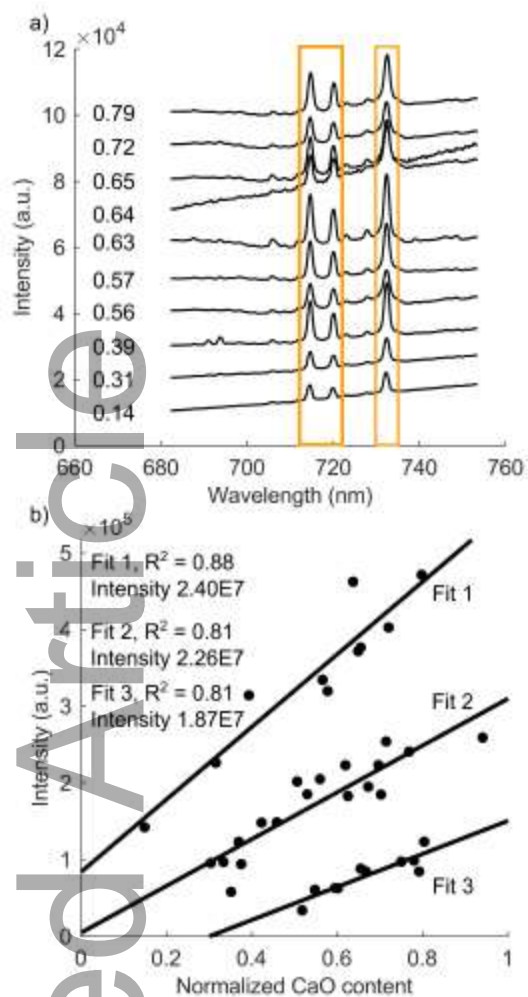 a)
×10⁴
12
10
8
6
4
2
0
0.79
0.72
0.65
0.64
0.63
0.57
0.56
0.39
0.31
0.14
Intensity (a.u.)
660 680 700 720 740 760
Wavelength (nm)
b)
×10⁵
5
4
3
2
1
0
Fit 1, R² = 0.88
Intensity 2.40E7
Fit 2, R² = 0.81
Intensity 2.26E7
Fit 3, R² = 0.81
Intensity 1.87E7
Fit 1
Fit 2
Fit 3
Intensity (a.u.)
0 0.2 0.4 0.6 0.8 1
Normalized CaO content
ed Article